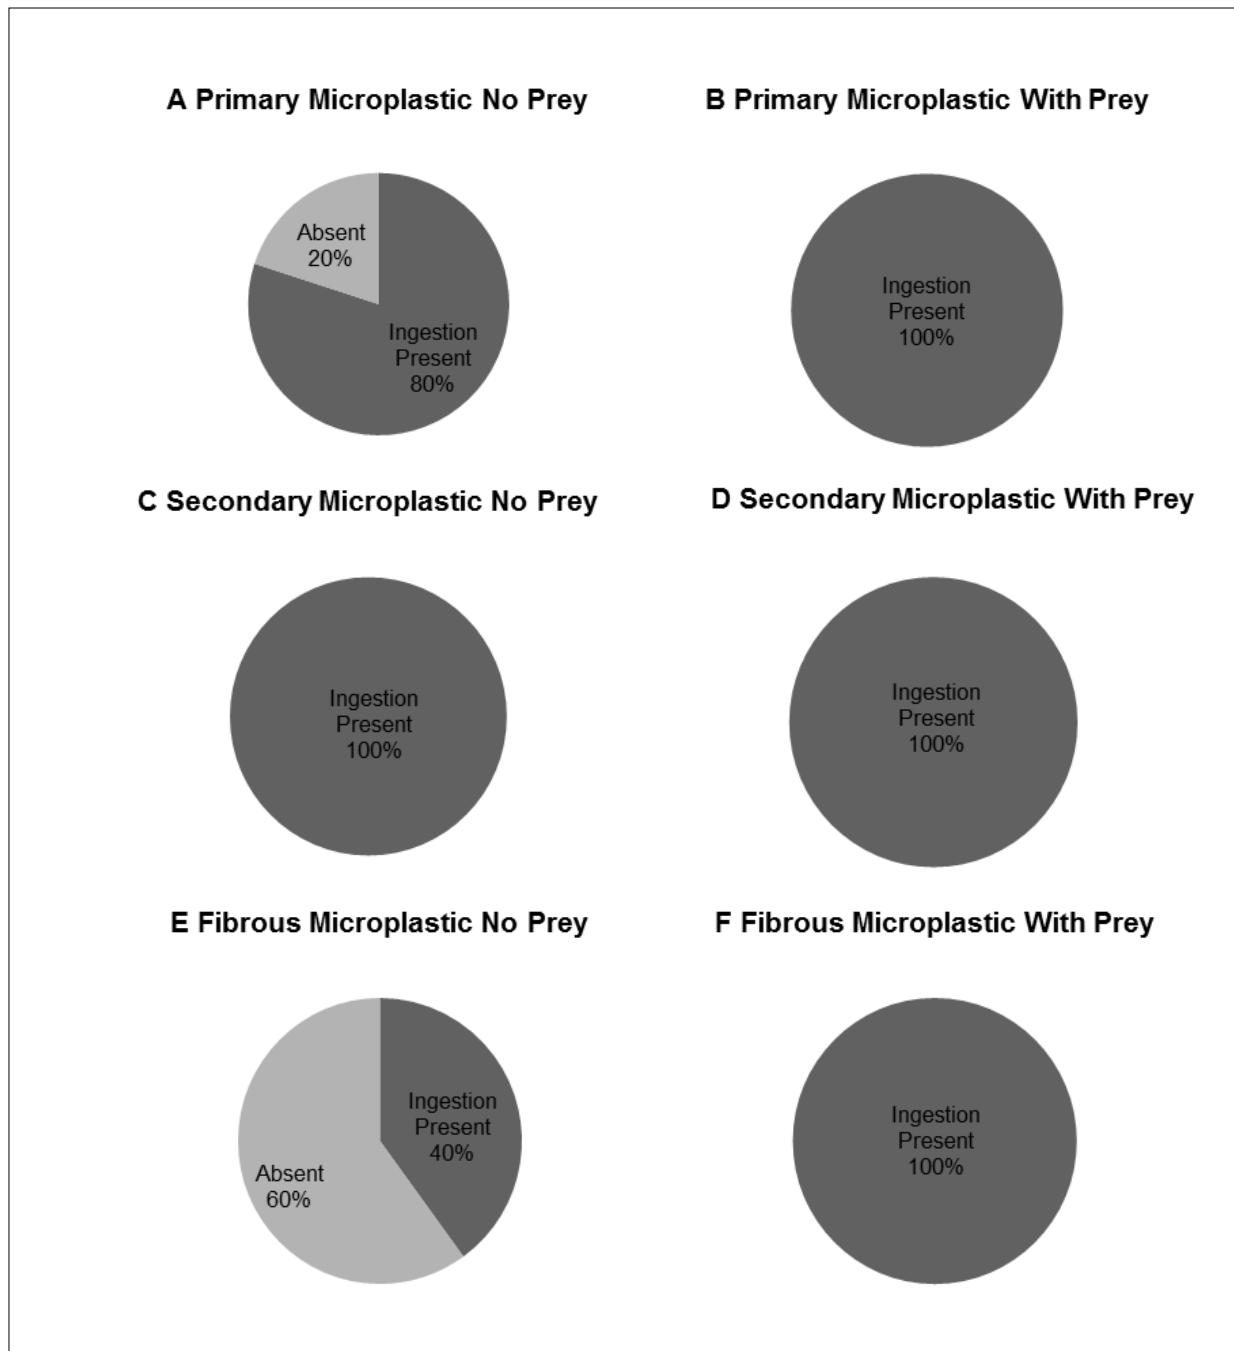 A Primary Microplastic No Prey
B Primary Microplastic With Prey
Absent
20%
Ingestion
Present
80%
Ingestion
Present
100%
C Secondary Microplastic No Prey
D Secondary Microplastic With Prey
Ingestion
Present
100%
Ingestion
Present
100%
E Fibrous Microplastic No Prey
F Fibrous Microplastic With Prey
Ingestion
Present
40%
Absent
60%
Ingestion
Present
100%